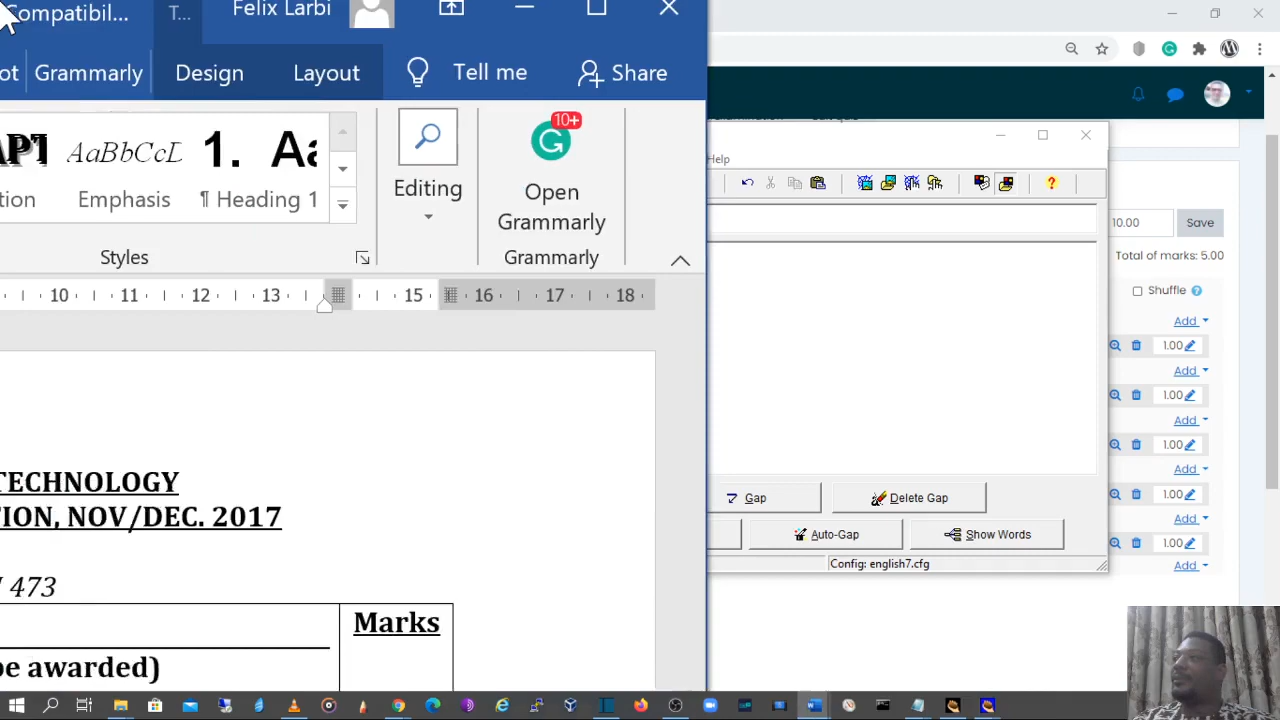 Compatibil...
T...
Felix Larbi
ot
Grammarly
Design
Layout
Tell me
Share
APT
AaBbCcL
1.
Aa
tion
Emphasis
¶ Heading 1
Editing
10+
Open
Grammarly
Styles
Grammarly
10 11 12 13 15 16 17 18
TECHNOLOGY
TION, NOV/DEC. 2017
473
Marks
be awarded)
Help
?
Gap
Delete Gap
Auto-Gap
Show Words
Config: english7.cfg
10.00
Save
Total of marks: 5.00
Shuffle
Add
1.00
Add
1.00
Add
1.00
Add
1.00
Add
1.00
Add